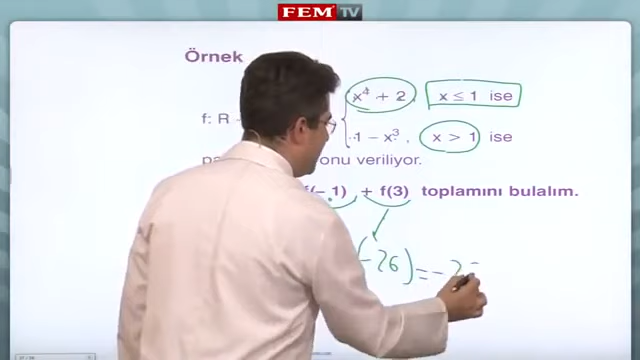 FEM TV
Örnek
x⁴ + 2 x ≤ 1 ise
f: R
1 − x³, x > 1 ise
onu veriliyor.
f(−1) + f(3) toplamını bulalım.
−26) = −2